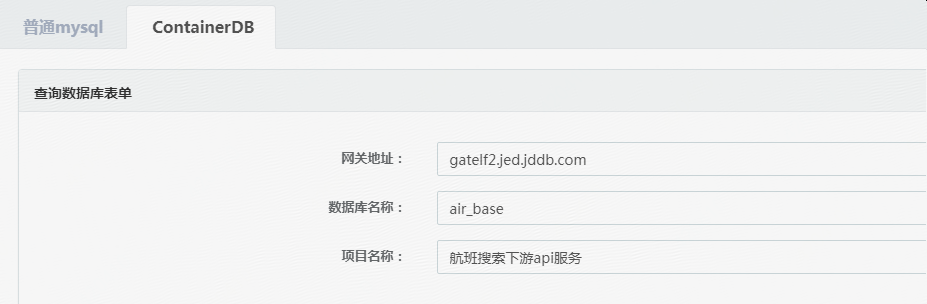 普通mysql ContainerDB
查询数据库表单
网关地址： gatelf2.jed.jddb.com
数据库名称： air_base
项目名称： 航班搜索下游api服务